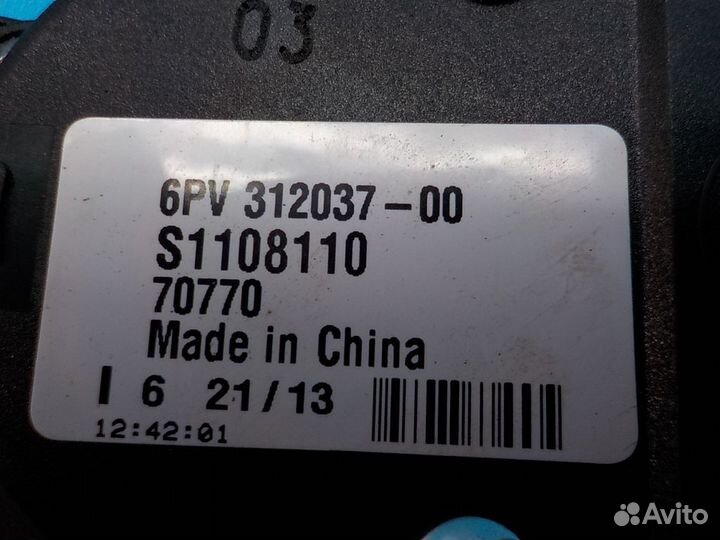 03
6PV 312037-00
S1108110
70770
Made in China
I 6 21/13
12:42:01
Avito